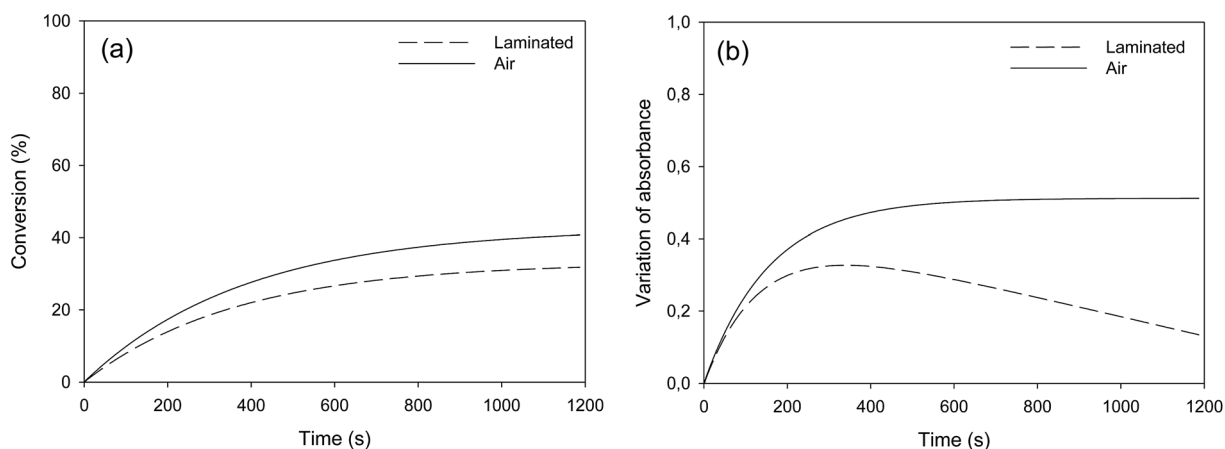 (a)
Laminated
Air
Conversion (%)
100
80
60
40
20
0
0 200 400 600 800 1000 1200
Time (s)
(b)
Laminated
Air
Variation of absorbance
1,0
0,8
0,6
0,4
0,2
0,0
0 200 400 600 800 1000 1200
Time (s)